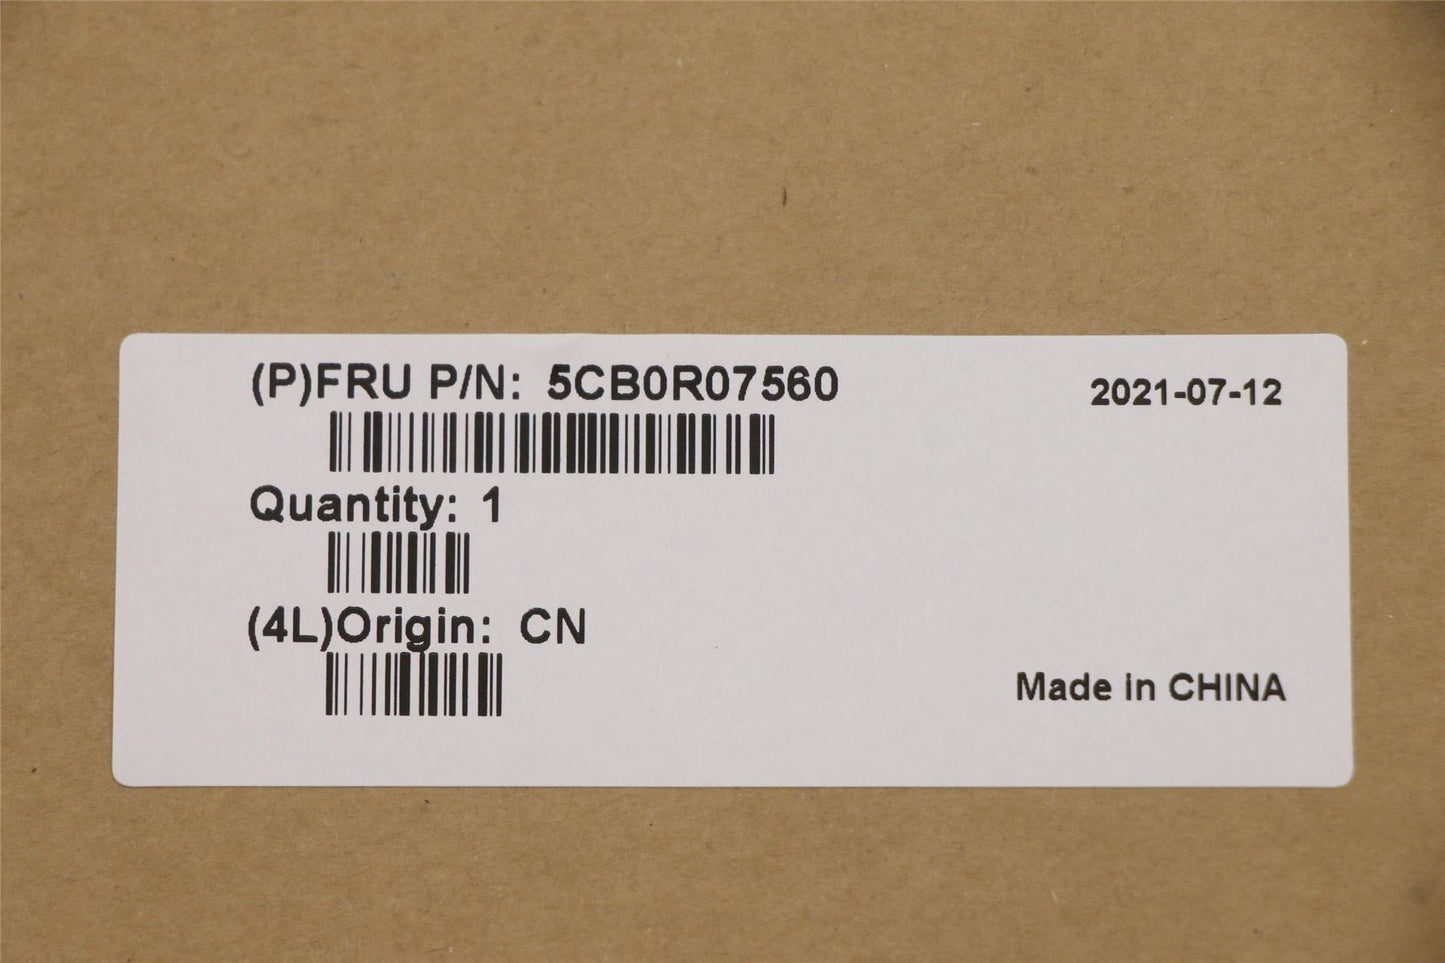 (P)FRU P/N: 5CB0R07560
2021-07-12
Quantity: 1
(4L)Origin: CN
Made in CHINA